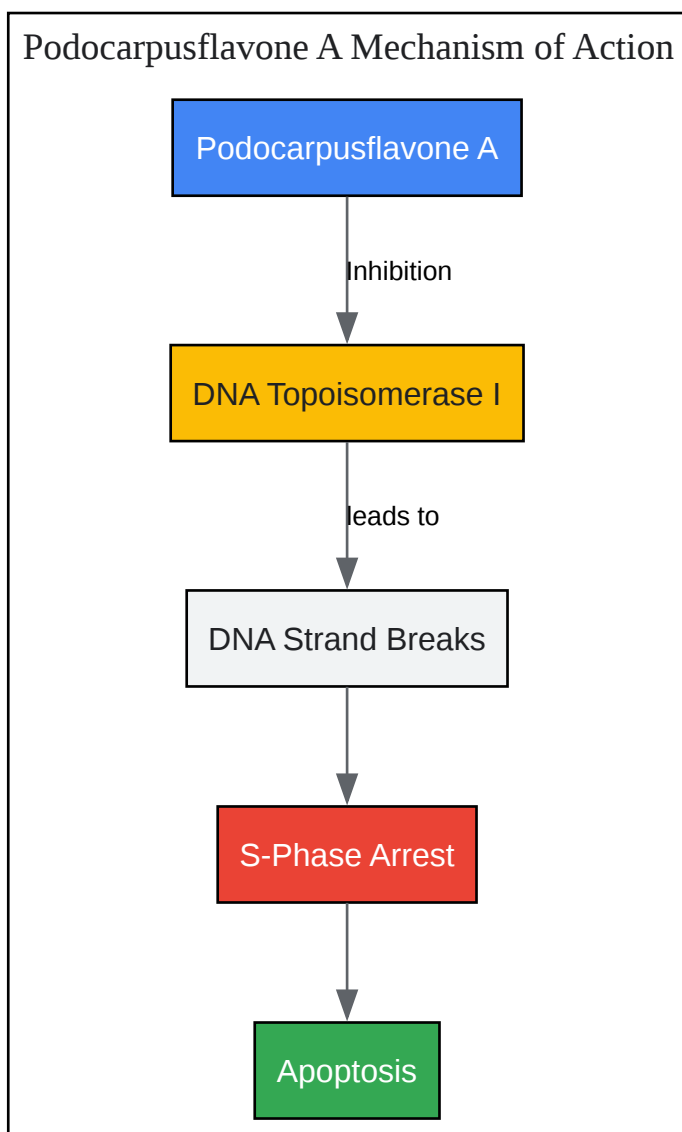 Podocarpusflavone A Mechanism of Action
Podocarpusflavone A
Inhibition
DNA Topoisomerase I
leads to
DNA Strand Breaks
S-Phase Arrest
Apoptosis